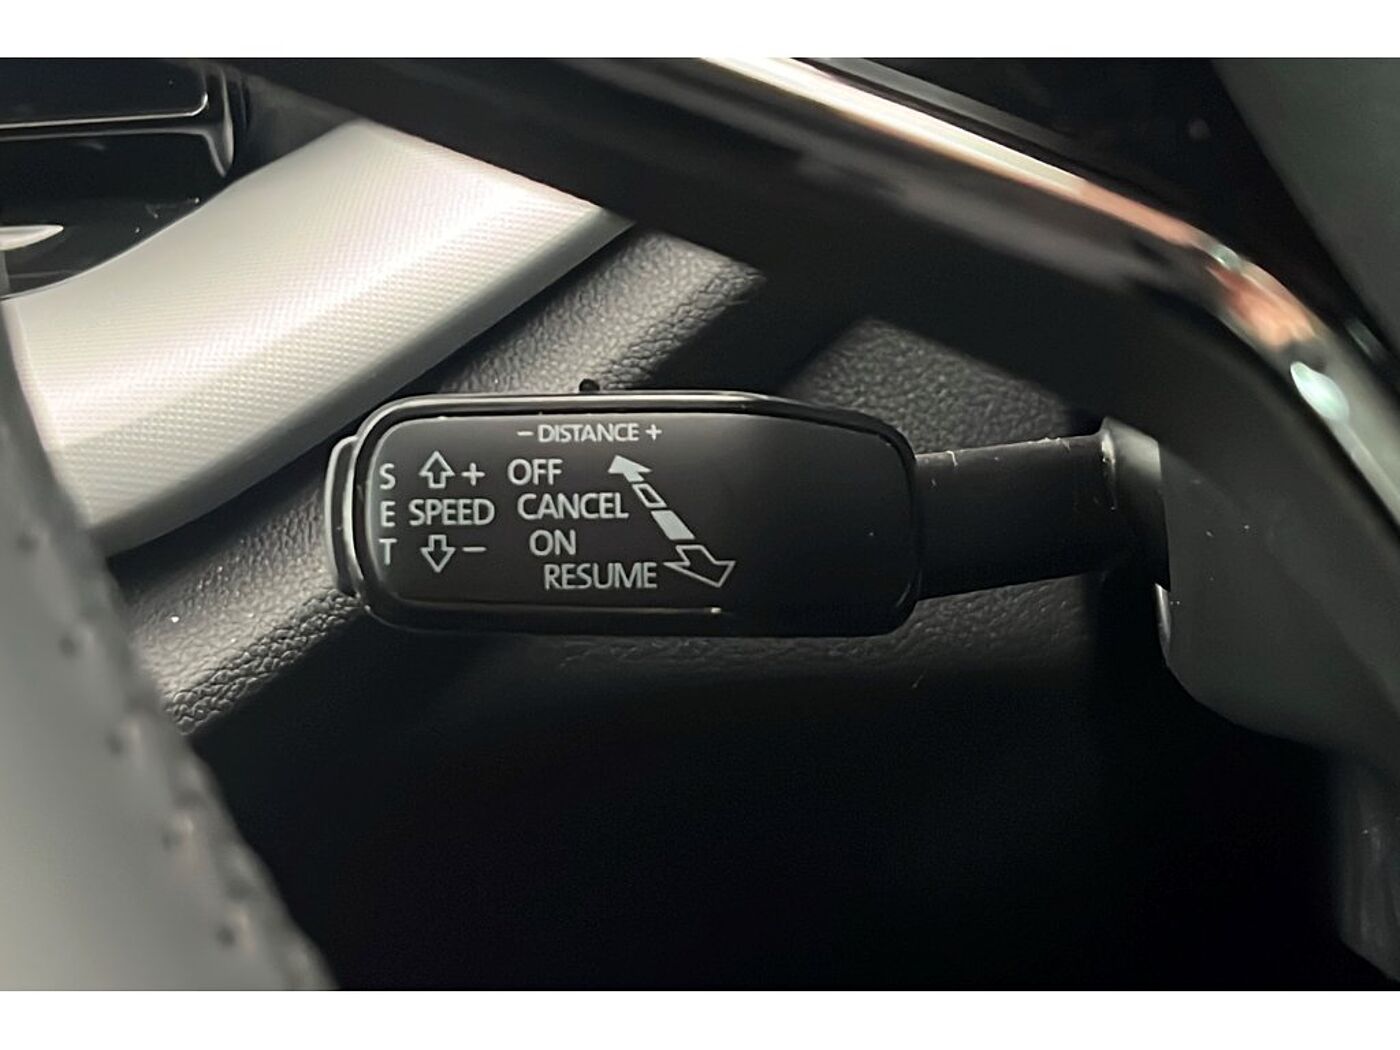 - DISTANCE +
S + OFF
E SPEED CANCEL
T - ON
RESUME